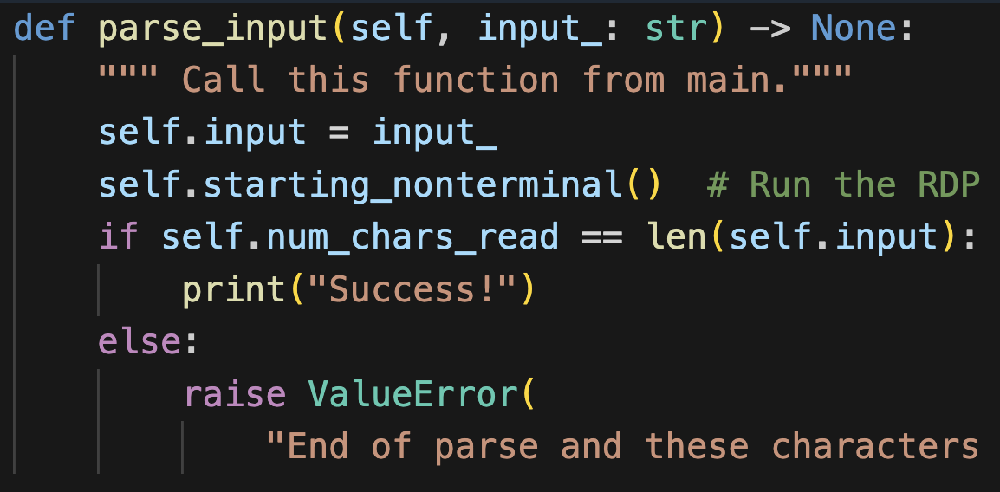 def parse_input(self, input_: str) -> None:
    """ Call this function from main."""
    self.input = input_
    self.starting_nonterminal()  # Run the RDP
    if self.num_chars_read == len(self.input):
        print("Success!")
    else:
        raise ValueError(
            "End of parse and these characters